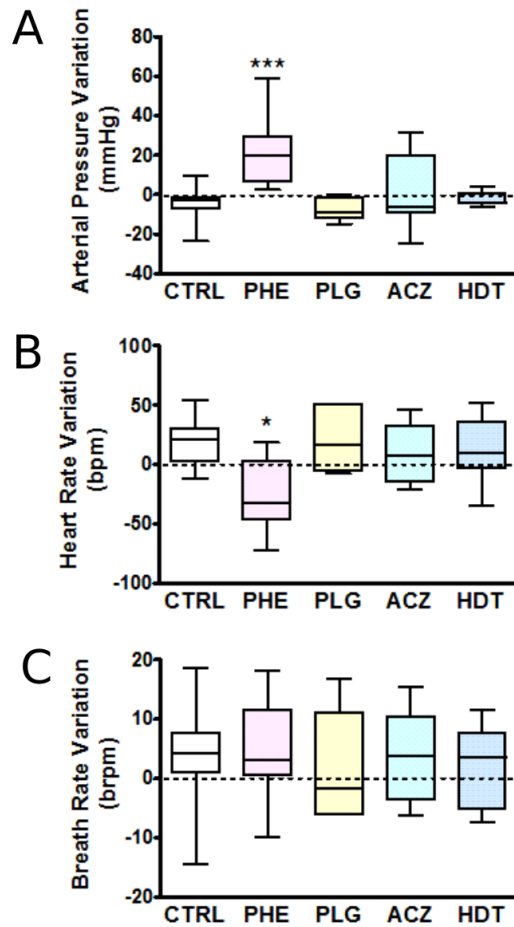 A
Arterial Pressure Variation
(mmHg)
80
60
40
20
0
-20
-40
***
CTRL PHE PLG ACZ HDT
B
Heart Rate Variation
(bpm)
100
50
0
-50
-100
*
CTRL PHE PLG ACZ HDT
C
Breath Rate Variation
(brpm)
20
10
0
-10
-20
CTRL PHE PLG ACZ HDT